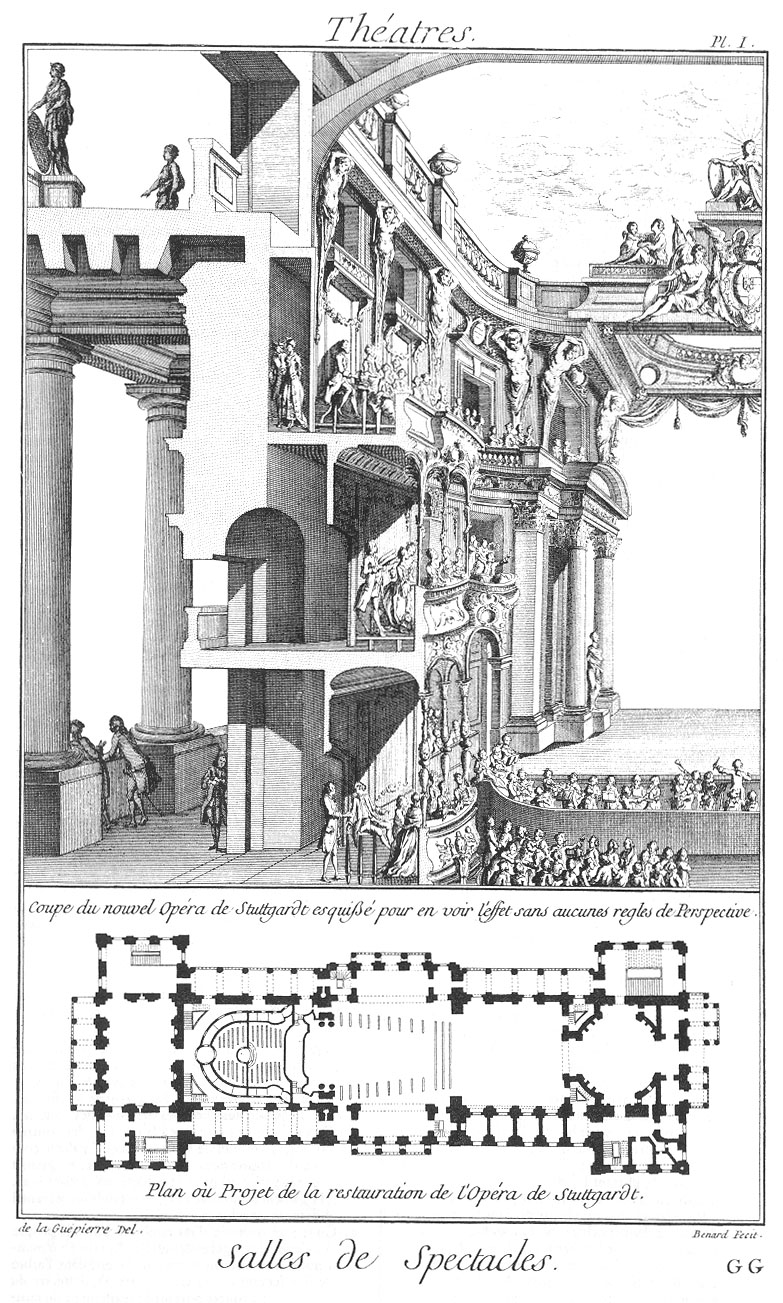 Théatres.
Pl. I.
Coupe du nouvel Opéra de Stuttgardt esquißé pour en voir l'éffet sans aucunes regles de Perspective.
Plan où Projet de la restauration de l'Opéra de Stuttgardt.
de la Guepierre Del.
Benard Fecit.
Salles de Spectacles.
GG